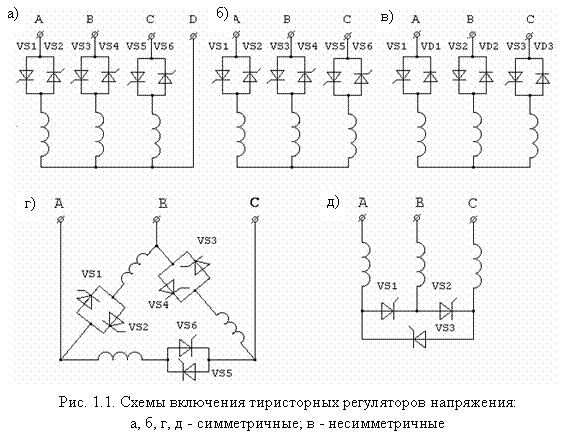 а) A B C D б) A B C в) A B C
VS1 VS2 VS3 VS4 VS5 VS6 VS1 VS2 VS3 VS4 VS5 VS6 VS1 VD1 VS2 VD2 VS3 VD3
г) A B C д) A B C
VS3
VS1 VS1 VS2
VS4
VS2 VS6 VS3
VS5
Рис. 1.1. Схемы включения тиристорных регуляторов напряжения:
а, б, г, д - симметричные; в - несимметричные